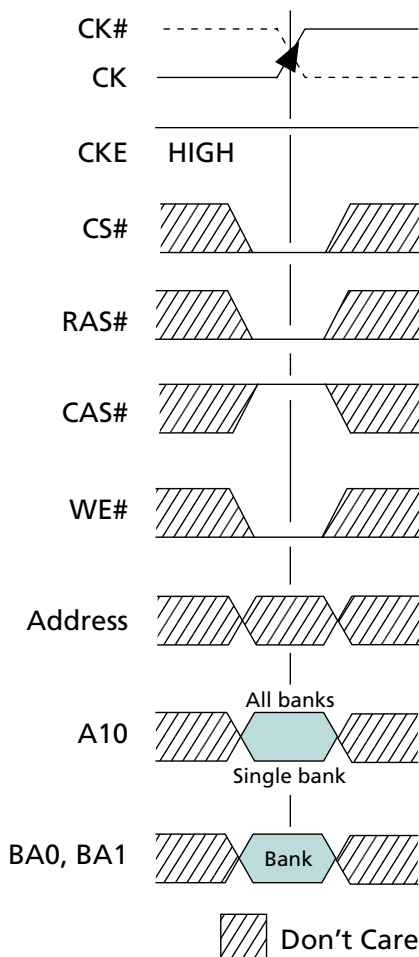 CK#
CK
CKE HIGH
CS#
RAS#
CAS#
WE#
Address
All banks
A10
Single bank
BA0, BA1 Bank
Don't Care